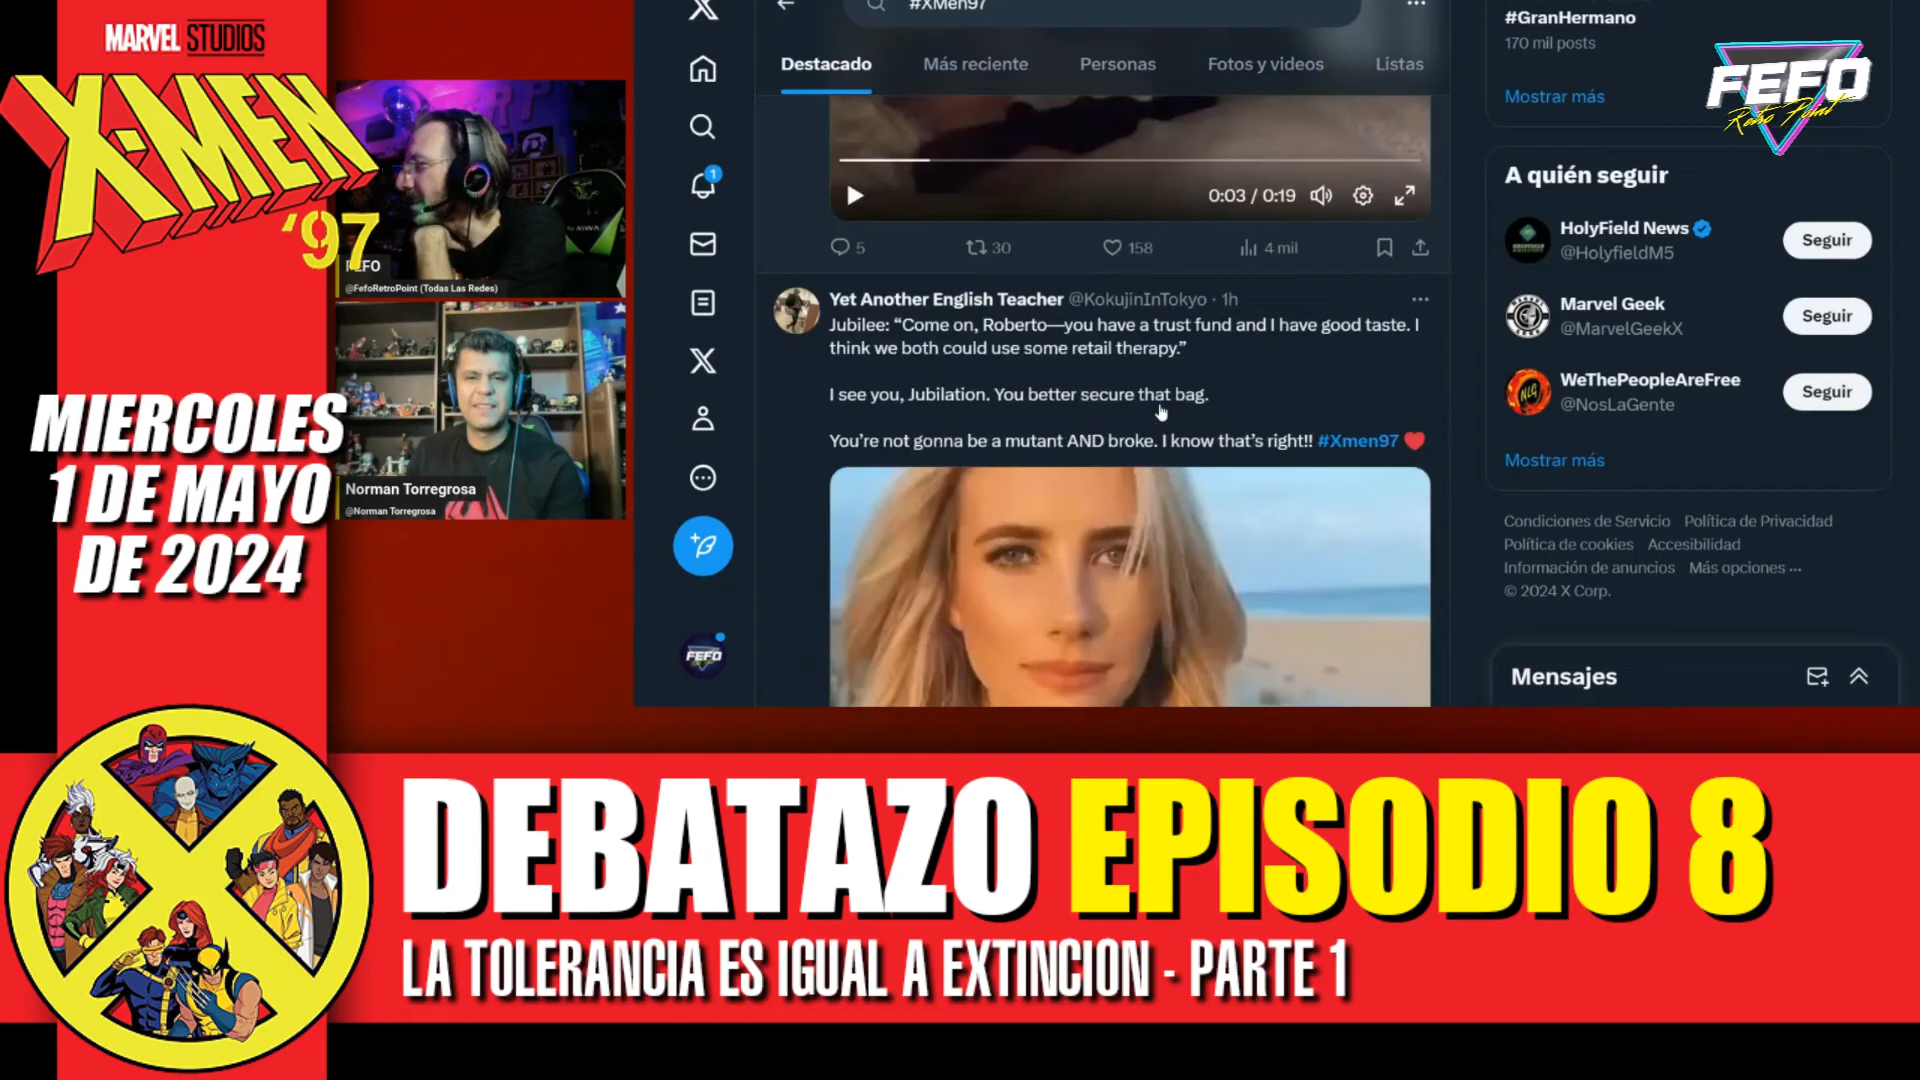 MARVEL STUDIOS
X-MEN
'97
MIERCOLES
1 DE MAYO
DE 2024
FEFO
@FefoRetroPoint (Todas Las Redes)
Norman Torregrosa
@Norman Torregrosa
#XMen97
Destacado
Más reciente
Personas
Fotos y videos
Listas
0:03 / 0:19
5
30
158
4 mil
Yet Another English Teacher @KokujinInTokyo · 1h
Jubilee: “Come on, Roberto—you have a trust fund and I have good taste. I
think we both could use some retail therapy.”
I see you, Jubilation. You better secure that bag.
You’re not gonna be a mutant AND broke. I know that’s right!! #Xmen97 ❤️
1
FEFO
#GranHermano
170 mil posts
Mostrar más
FEFO
Retro Point
A quién seguir
HolyField News
@HolyfieldM5
Seguir
Marvel Geek
@MarvelGeekX
Seguir
WeThePeopleAreFree
@NosLaGente
Seguir
NLG
Mostrar más
Condiciones de Servicio Política de Privacidad
Política de cookies Accesibilidad
Información de anuncios Más opciones ···
© 2024 X Corp.
Mensajes
DEBATAZO EPISODIO 8
LA TOLERANCIA ES IGUAL A EXTINCION - PARTE 1